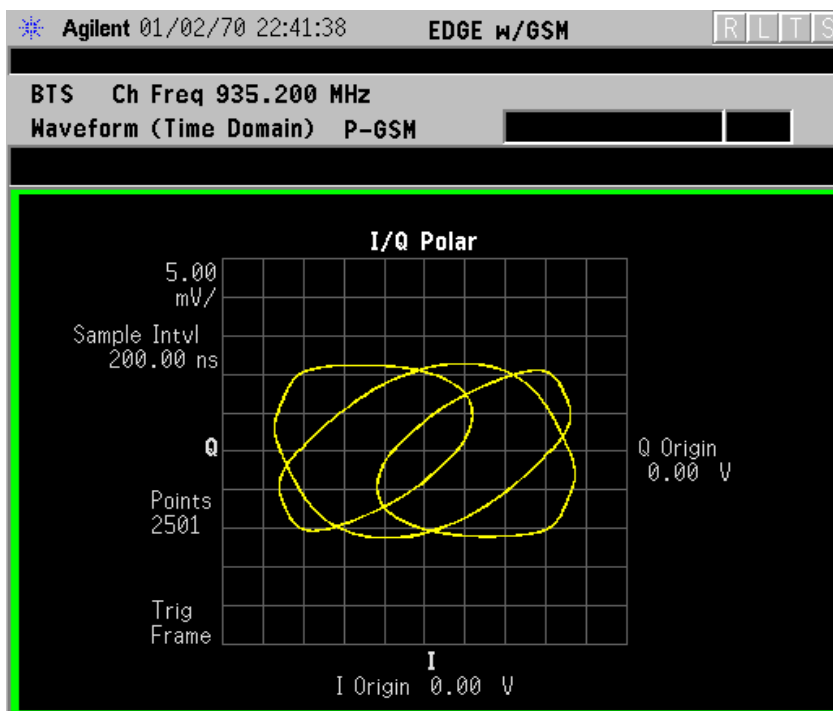 Agilent 01/02/70 22:41:38 EDGE w/GSM R L T S
BTS Ch Freq 935.200 MHz
Waveform (Time Domain) P-GSM
I/Q Polar
5.00
mV/
Sample Intvl
200.00 ns
Q
Q Origin
0.00 V
Points
2501
Trig
Frame
I
I Origin 0.00 V